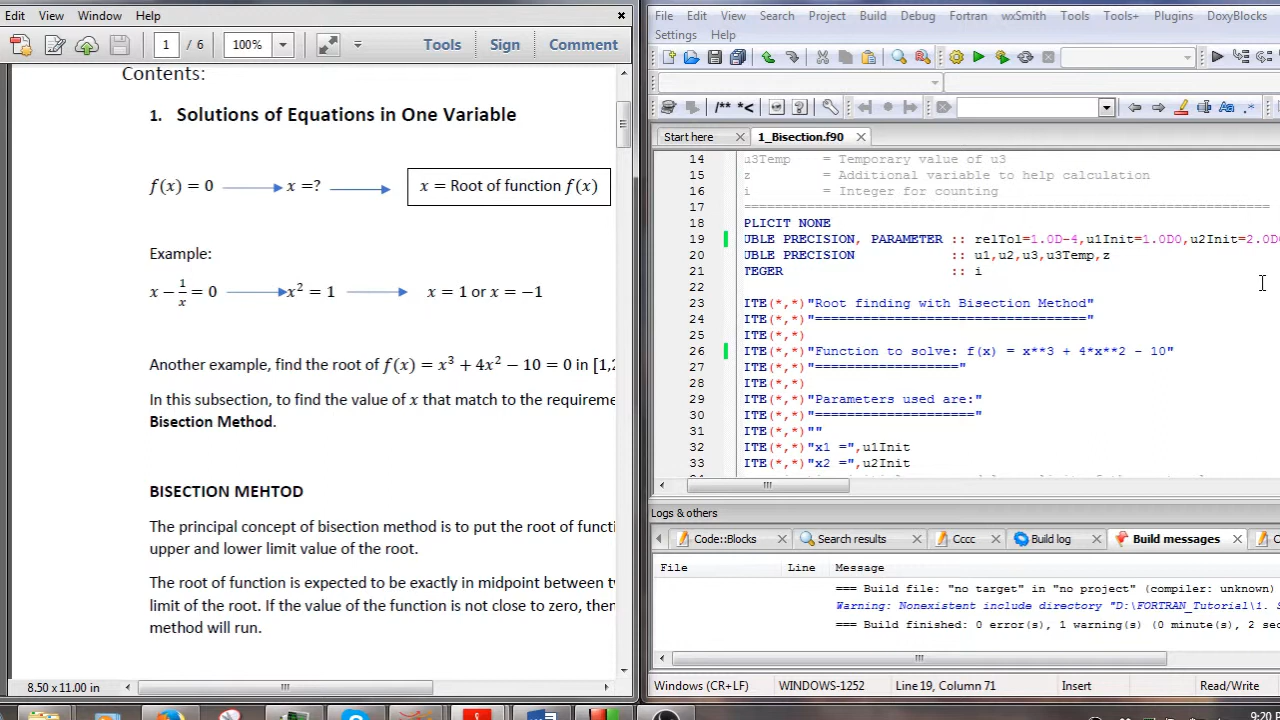 Edit View Window Help
1 / 6 100% Tools Sign Comment
Contents:
1. Solutions of Equations in One Variable
f(x) = 0 x =? x = Root of function f(x)
Example:
x − 1/x = 0 x² = 1 x = 1 or x = −1
Another example, find the root of f(x) = x³ + 4x² − 10 = 0 in [1,2
In this subsection, to find the value of x that match to the requireme
Bisection Method.
BISECTION MEHTOD
The principal concept of bisection method is to put the root of functi
upper and lower limit value of the root.
The root of function is expected to be exactly in midpoint between t
limit of the root. If the value of the function is not close to zero, then
method will run.
8.50 x 11.00 in
File Edit View Search Project Build Debug Fortran wxSmith Tools Tools+ Plugins DoxyBlocks
Settings Help
/** *<
Start here 1_Bisection.f90
14 u3Temp = Temporary value of u3
15 z = Additional variable to help calculation
16 i = Integer for counting
17 =====================================================================
18 PLICIT NONE
19 UBLE PRECISION, PARAMETER :: relTol=1.0D-4,u1Init=1.0D0,u2Init=2.0D
20 UBLE PRECISION :: u1,u2,u3,u3Temp,z
21 TEGER :: i
22
23 ITE(*,*)"Root finding with Bisection Method"
24 ITE(*,*)"=================================="
25 ITE(*,*)
26 ITE(*,*)"Function to solve: f(x) = x**3 + 4*x**2 - 10"
27 ITE(*,*)"=================="
28 ITE(*,*)
29 ITE(*,*)"Parameters used are:"
30 ITE(*,*)"===================="
31 ITE(*,*)""
32 ITE(*,*)"x1 =",u1Init
33 ITE(*,*)"x2 =",u2Init
Logs & others
Code::Blocks Search results Cccc Build log Build messages
File Line Message
=== Build file: "no target" in "no project" (compiler: unknown)
Warning: Nonexistent include directory "D:\FORTRAN_Tutorial\1. S
=== Build finished: 0 error(s), 1 warning(s) (0 minute(s), 2 sec
Windows (CR+LF) WINDOWS-1252 Line 19, Column 71 Insert Read/Write
9:20